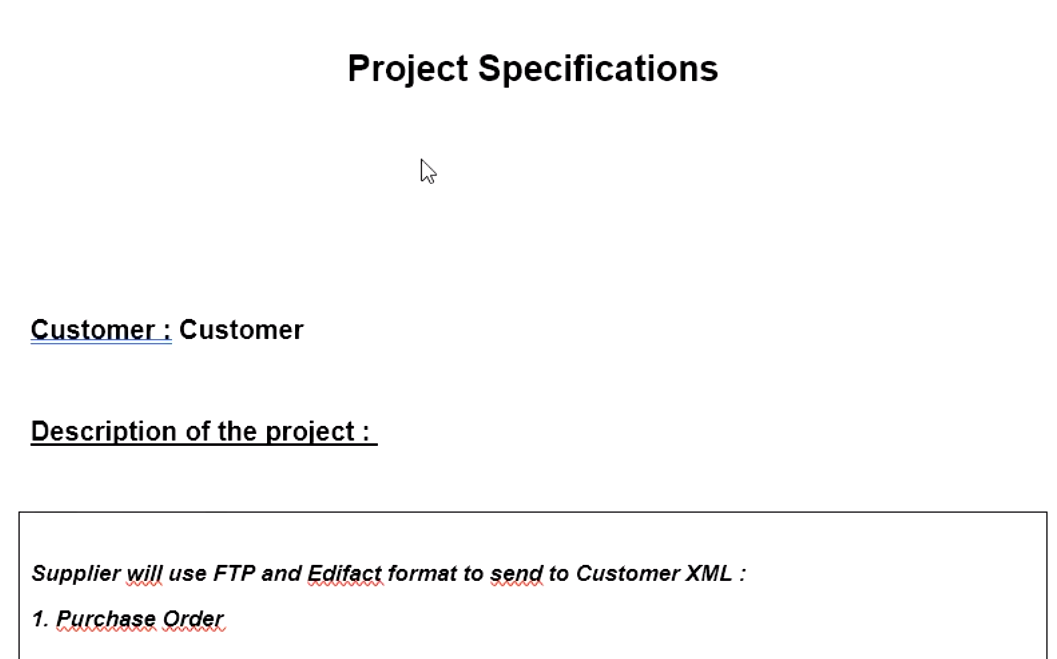 Project Specifications
Customer : Customer
Description of the project :
Supplier will use FTP and Edifact format to send to Customer XML :
1. Purchase Order